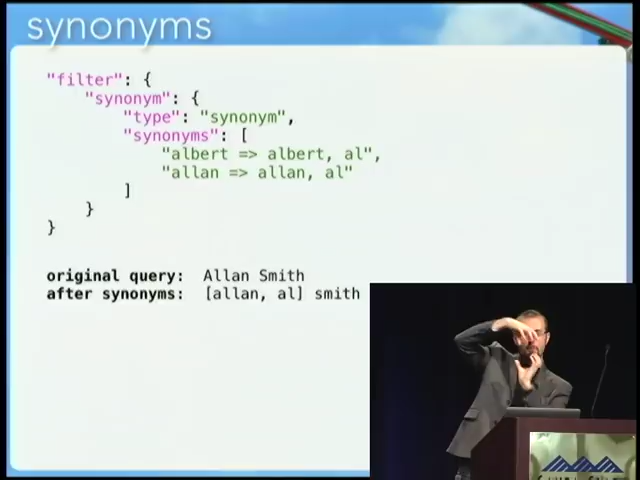 synonyms
"filter": {
"synonym": {
"type": "synonym",
"synonyms": [
"albert => albert, al",
"allan => allan, al"
]
}
}
original query: Allan Smith
after synonyms: [allan, al] smith